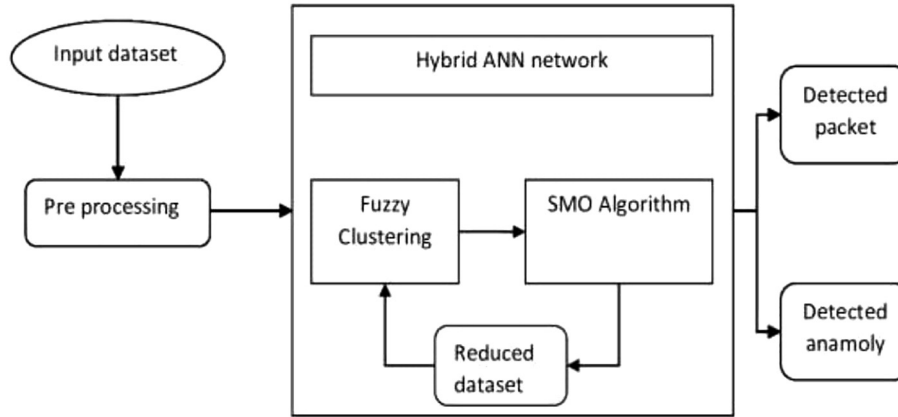 Input dataset
Pre processing
Hybrid ANN network
Fuzzy
Clustering
SMO Algorithm
Reduced
dataset
Detected
packet
Detected
anamoly